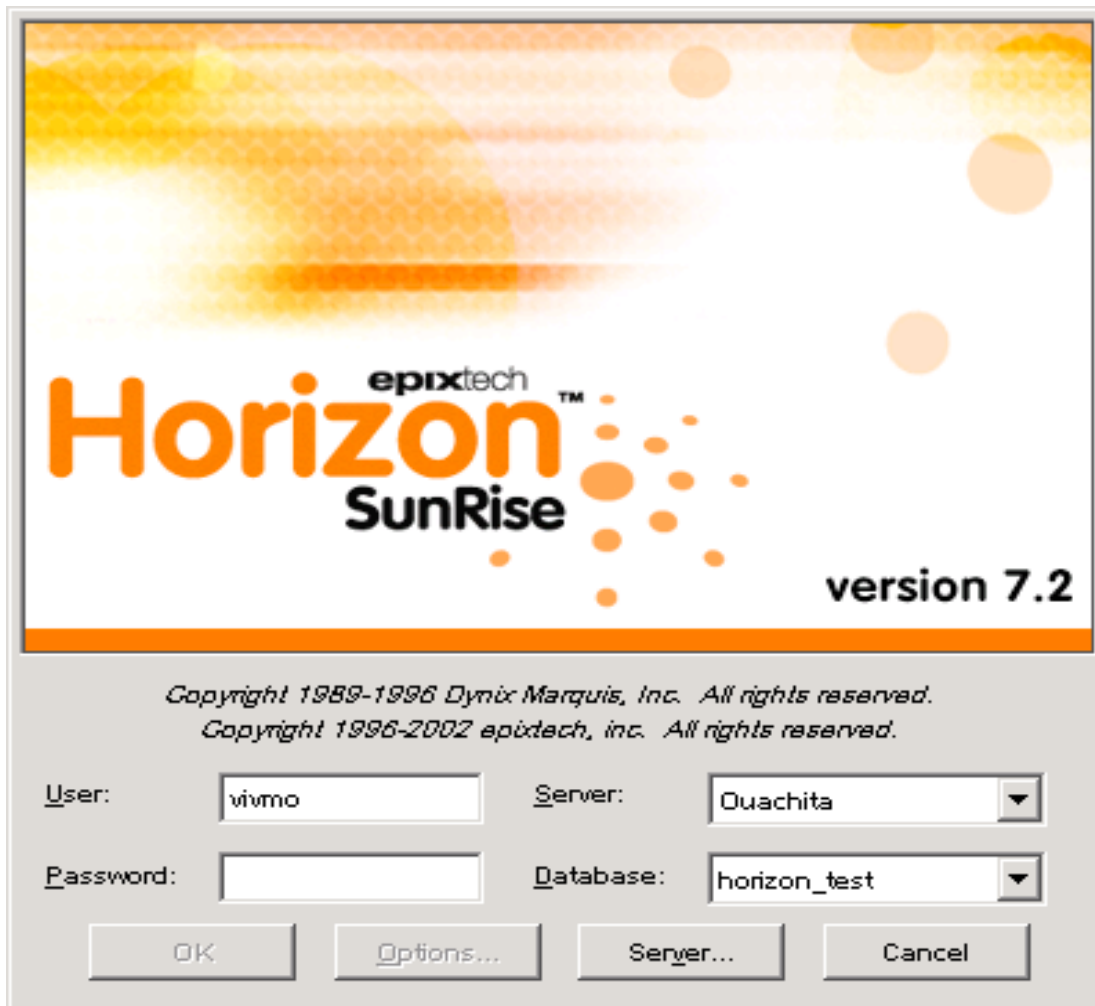 epixtech
Horizon™
SunRise
version 7.2
Copyright 1989-1996 Dynix Marquis, Inc. All rights reserved.
Copyright 1996-2002 epixtech, inc. All rights reserved.
User: vivmo Server: Ouachita
Password: Database: horizon_test
OK Options... Server... Cancel